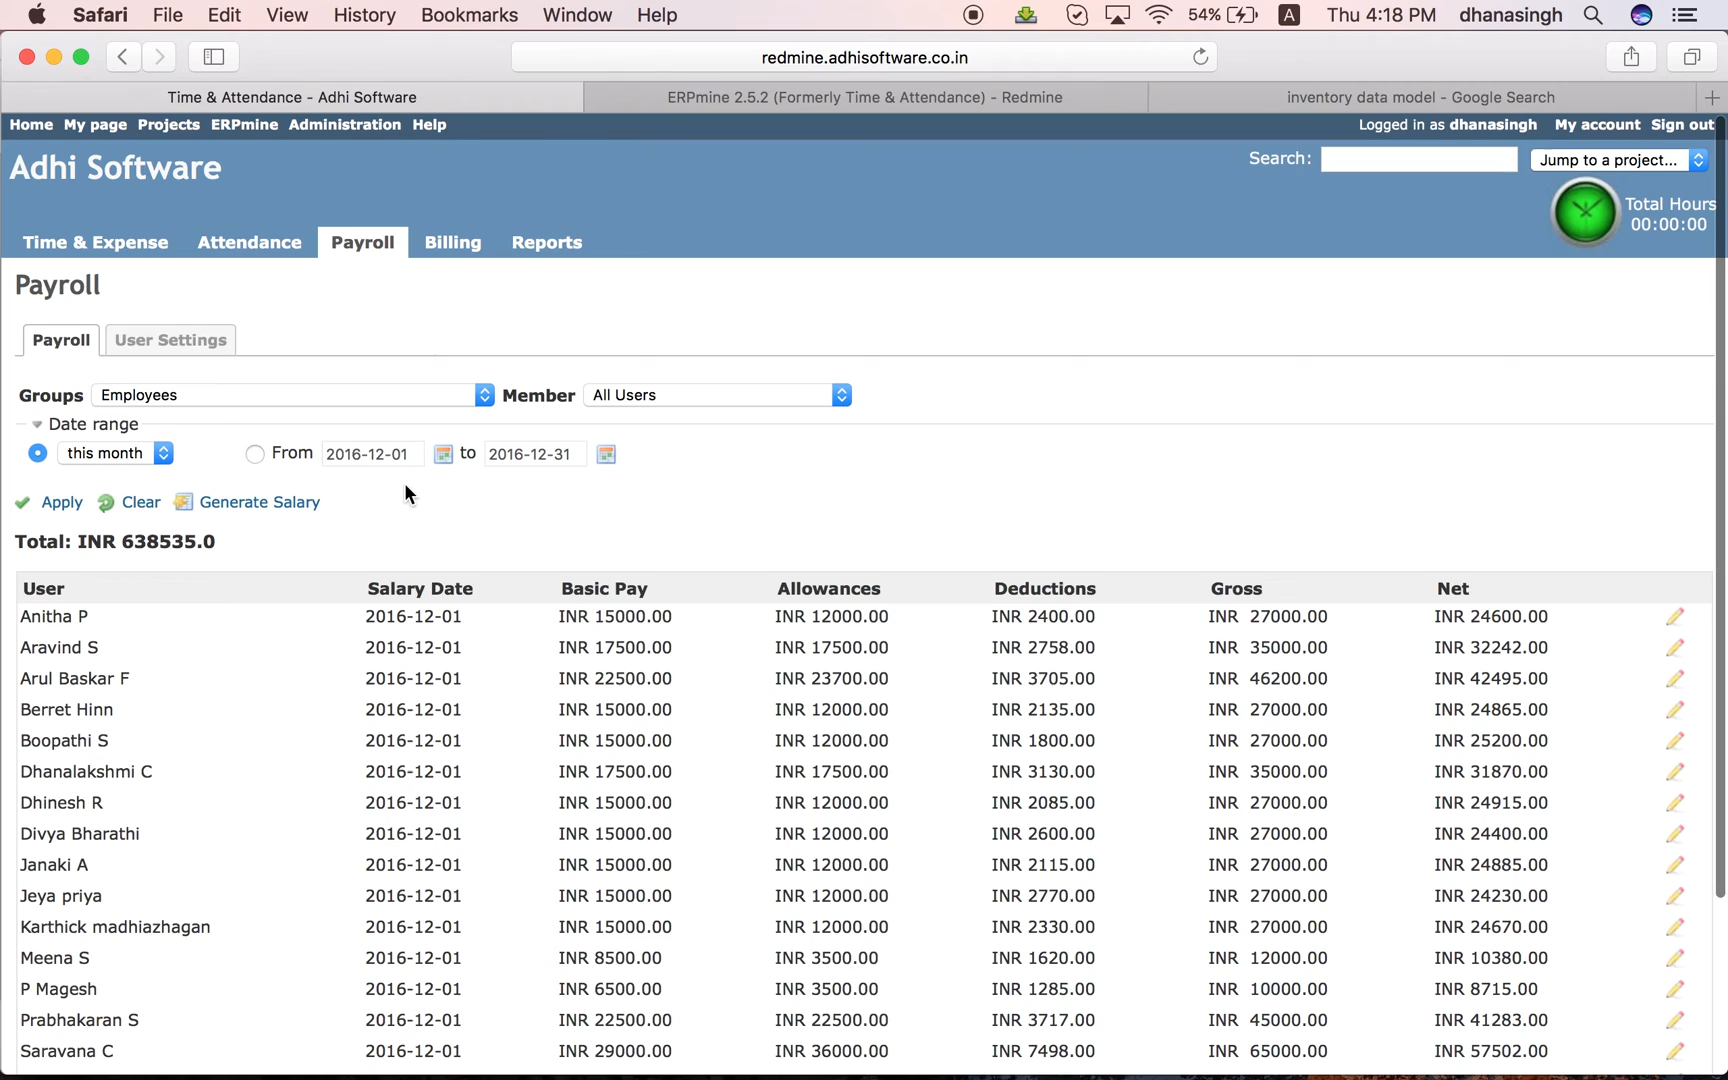 Safari File Edit View History Bookmarks Window Help 54% A Thu 4:18 PM dhanasingh
redmine.adhisoftware.co.in
Time & Attendance - Adhi Software ERPmine 2.5.2 (Formerly Time & Attendance) - Redmine inventory data model - Google Search
Home My page Projects ERPmine Administration Help Logged in as dhanasingh My account Sign out
Adhi Software Search: Jump to a project...
Total Hours
00:00:00
Time & Expense Attendance Payroll Billing Reports
Payroll
Payroll User Settings
Groups Employees Member All Users
Date range
this month From 2016-12-01 to 2016-12-31
Apply Clear Generate Salary
Total: INR 638535.0
User Salary Date Basic Pay Allowances Deductions Gross Net
Anitha P 2016-12-01 INR 15000.00 INR 12000.00 INR 2400.00 INR 27000.00 INR 24600.00
Aravind S 2016-12-01 INR 17500.00 INR 17500.00 INR 2758.00 INR 35000.00 INR 32242.00
Arul Baskar F 2016-12-01 INR 22500.00 INR 23700.00 INR 3705.00 INR 46200.00 INR 42495.00
Berret Hinn 2016-12-01 INR 15000.00 INR 12000.00 INR 2135.00 INR 27000.00 INR 24865.00
Boopathi S 2016-12-01 INR 15000.00 INR 12000.00 INR 1800.00 INR 27000.00 INR 25200.00
Dhanalakshmi C 2016-12-01 INR 17500.00 INR 17500.00 INR 3130.00 INR 35000.00 INR 31870.00
Dhinesh R 2016-12-01 INR 15000.00 INR 12000.00 INR 2085.00 INR 27000.00 INR 24915.00
Divya Bharathi 2016-12-01 INR 15000.00 INR 12000.00 INR 2600.00 INR 27000.00 INR 24400.00
Janaki A 2016-12-01 INR 15000.00 INR 12000.00 INR 2115.00 INR 27000.00 INR 24885.00
Jeya priya 2016-12-01 INR 15000.00 INR 12000.00 INR 2770.00 INR 27000.00 INR 24230.00
Karthick madhiazhagan 2016-12-01 INR 15000.00 INR 12000.00 INR 2330.00 INR 27000.00 INR 24670.00
Meena S 2016-12-01 INR 8500.00 INR 3500.00 INR 1620.00 INR 12000.00 INR 10380.00
P Magesh 2016-12-01 INR 6500.00 INR 3500.00 INR 1285.00 INR 10000.00 INR 8715.00
Prabhakaran S 2016-12-01 INR 22500.00 INR 22500.00 INR 3717.00 INR 45000.00 INR 41283.00
Saravana C 2016-12-01 INR 29000.00 INR 36000.00 INR 7498.00 INR 65000.00 INR 57502.00